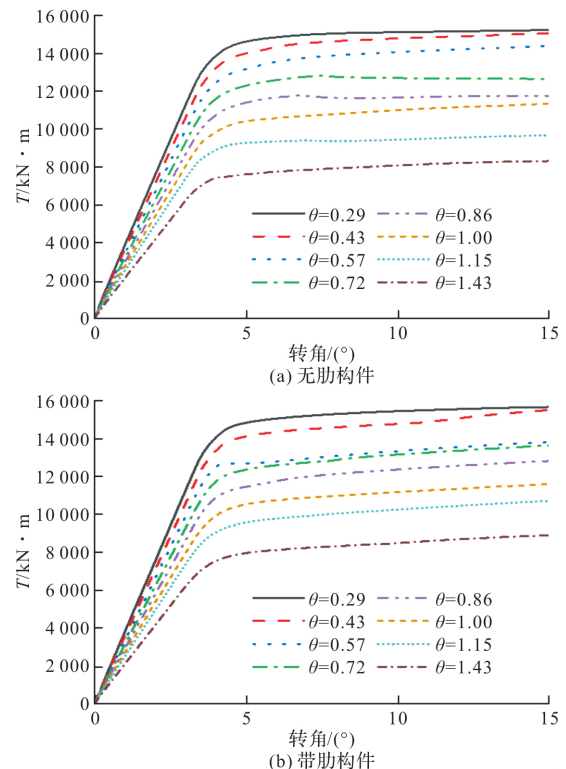 16 000
14 000
12 000
10 000
8 000
6 000
4 000
2 000
0
T/kN·m
θ=0.29 θ=0.86
θ=0.43 θ=1.00
θ=0.57 θ=1.15
θ=0.72 θ=1.43
0 5 10 15
转角/(°)
(a) 无肋构件
16 000
14 000
12 000
10 000
8 000
6 000
4 000
2 000
0
T/kN·m
θ=0.29 θ=0.86
θ=0.43 θ=1.00
θ=0.57 θ=1.15
θ=0.72 θ=1.43
0 5 10 15
转角/(°)
(b) 带肋构件